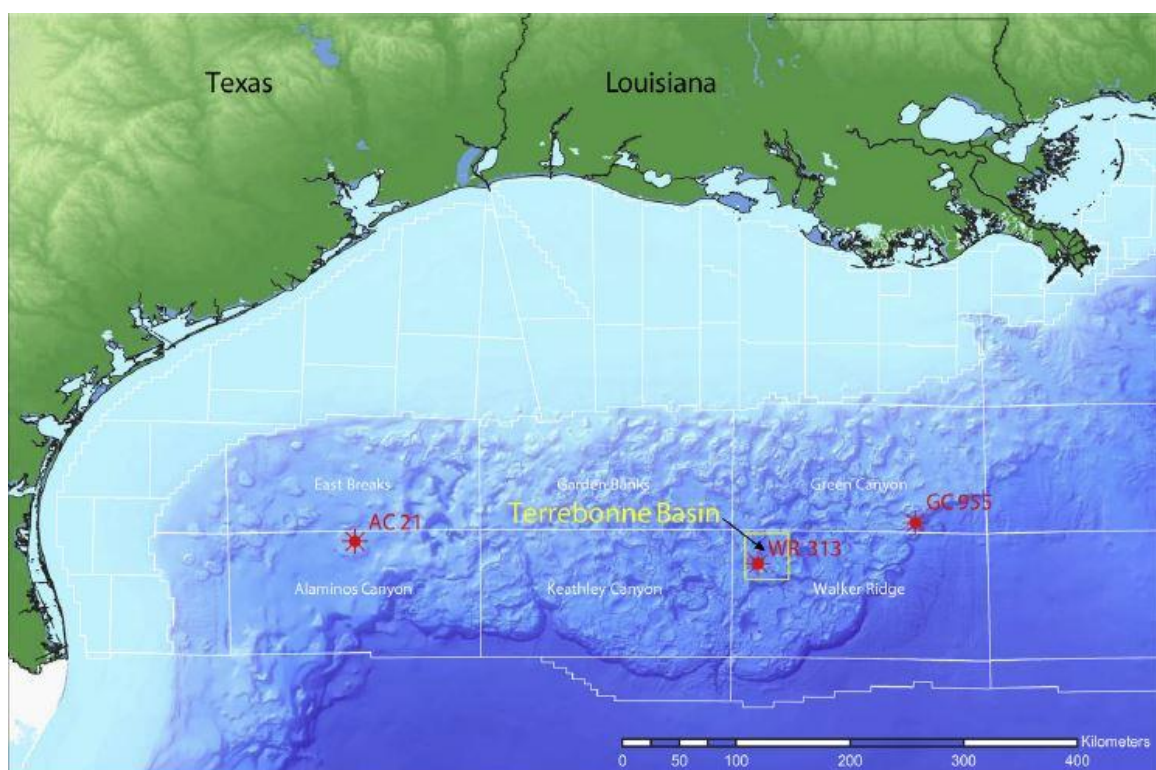 Texas
Louisiana
East Breaks
Garden Banks
Green Canyon
AC 21
Terrebonne Basin
GC 955
WR 313
Alaminos Canyon
Keathley Canyon
Walker Ridge
Kilometers
0 50 100 200 300 400